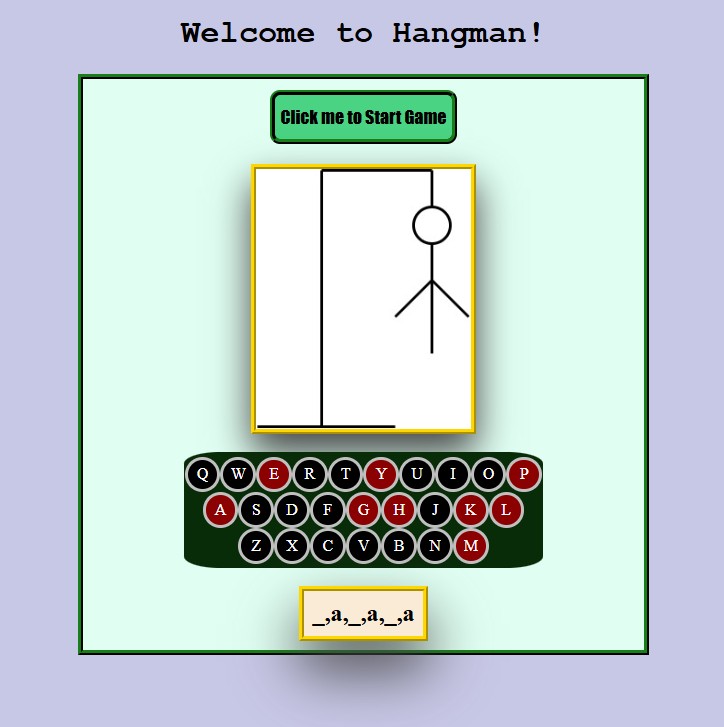 Welcome to Hangman!
Click me to Start Game
Q W E R T Y U I O P
A S D F G H J K L
Z X C V B N M
_,a,_,a,_,a